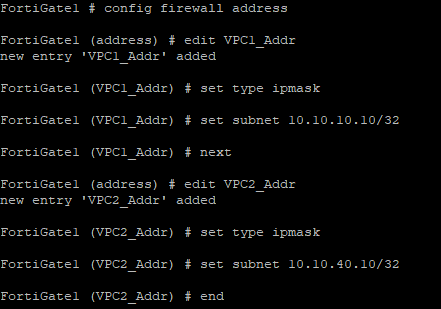 FortiGate1 # config firewall address
FortiGate1 (address) # edit VPC1_Addr
new entry 'VPC1_Addr' added
FortiGate1 (VPC1_Addr) # set type ipmask
FortiGate1 (VPC1_Addr) # set subnet 10.10.10.10/32
FortiGate1 (VPC1_Addr) # next
FortiGate1 (address) # edit VPC2_Addr
new entry 'VPC2_Addr' added
FortiGate1 (VPC2_Addr) # set type ipmask
FortiGate1 (VPC2_Addr) # set subnet 10.10.40.10/32
FortiGate1 (VPC2_Addr) # end